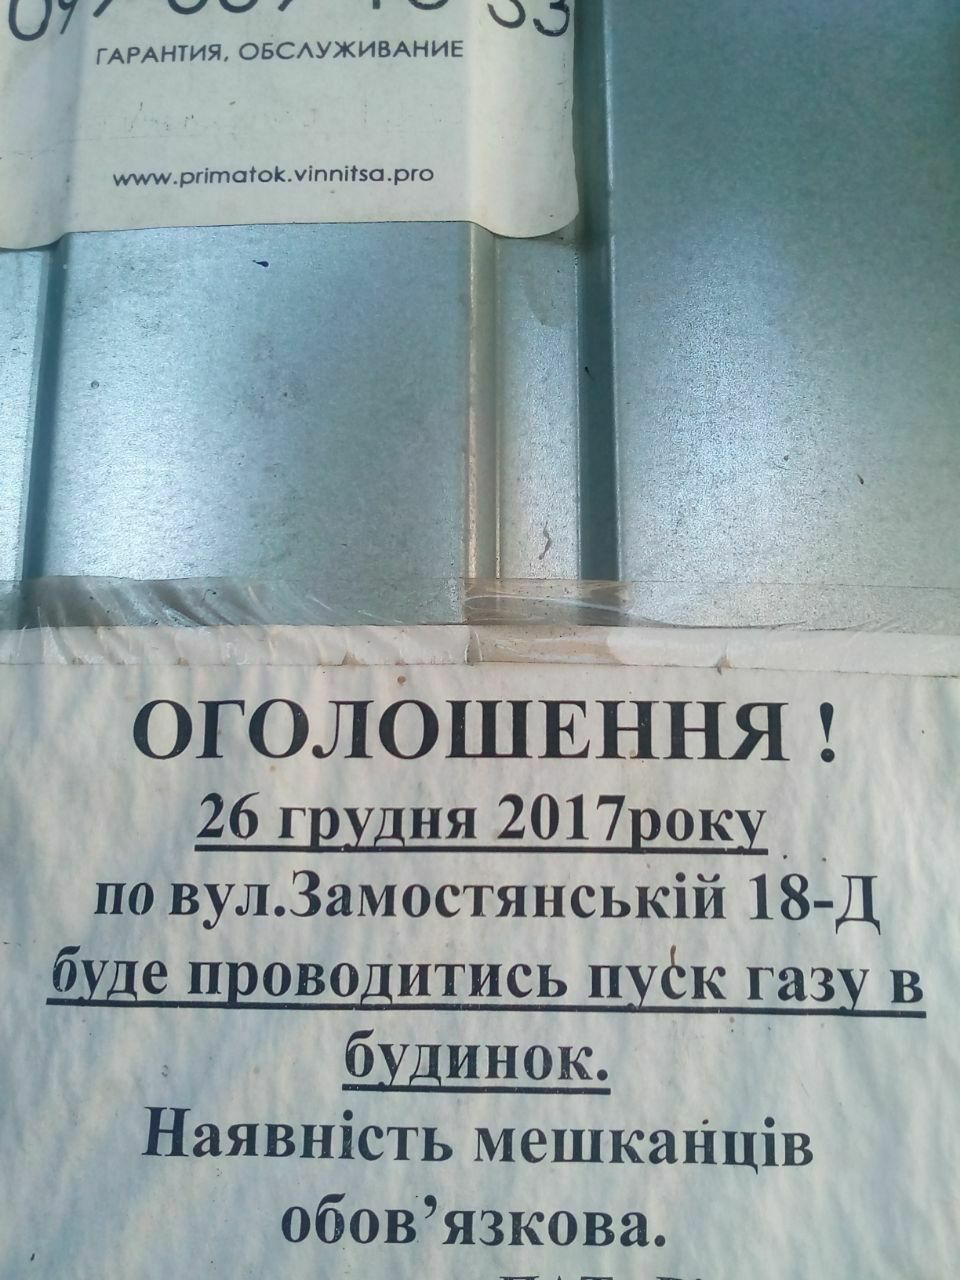 ГАРАНТИЯ, ОБСЛУЖИВАНИЕ
www.primatok.vinnitsa.pro
ОГОЛОШЕННЯ !
26 грудня 2017року
по вул.Замостянській 18-Д
буде проводитись пуск газу в
будинок.
Наявність мешканців
обов’язкова.